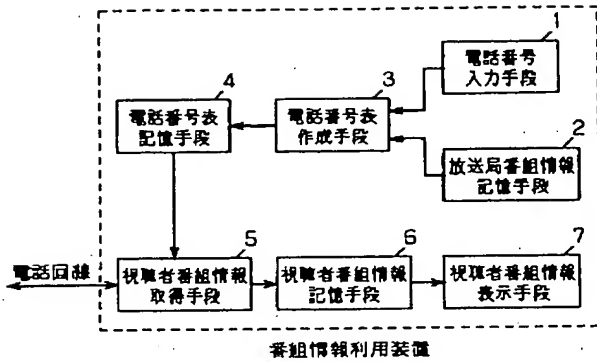 1
電話番号
入力手段
4
電話番号表
記憶手段
3
電話番号表
作成手段
2
放送局番組情報
記憶手段
電話回線
5
視聴者番組情報
取得手段
6
視聴者番組情報
記憶手段
7
視聴者番組情報
表示手段
番組情報利用装置